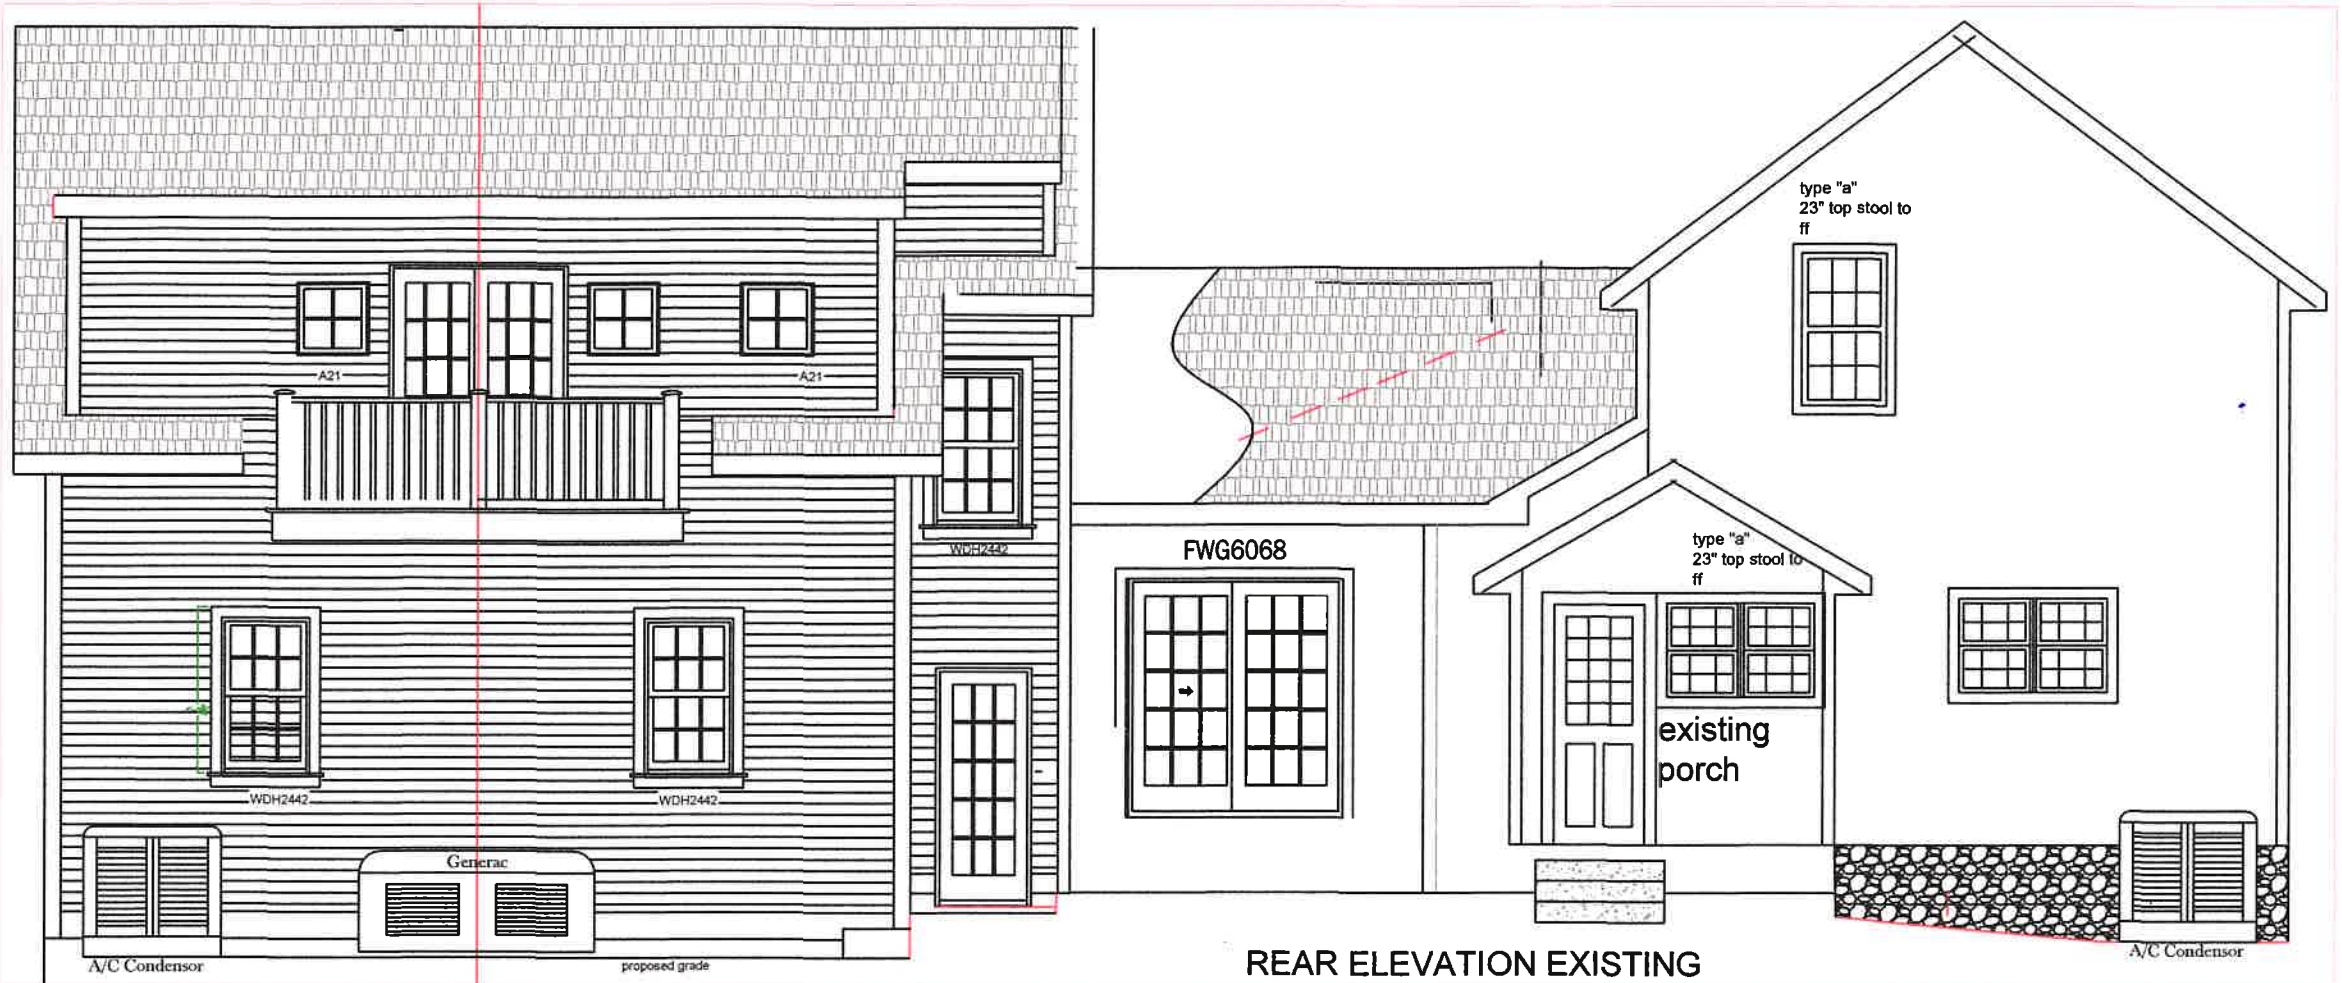 type "a"
23" top stool to
ff
A21
A21
WDH2442
FWG6068
type "a"
23" top stool to
ff
existing
porch
WDH2442
WDH2442
Generac
A/C Condensor
proposed grade
REAR ELEVATION EXISTING
A/C Condensor